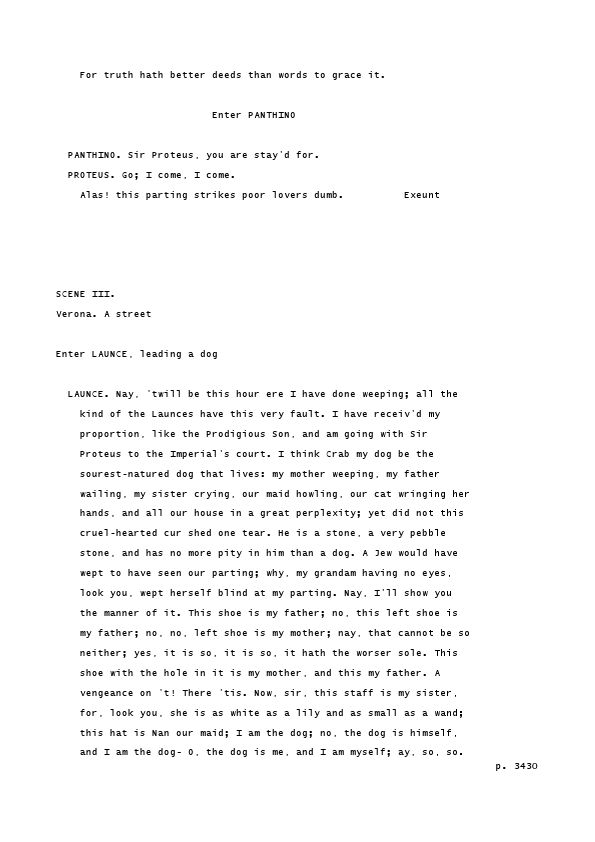 For truth hath better deeds than words to grace it.
Enter PANTHINO
PANTHINO. Sir Proteus, you are stay'd for.
PROTEUS. Go; I come, I come.
Alas! this parting strikes poor lovers dumb. Exeunt
SCENE III.
Verona. A street
Enter LAUNCE, leading a dog
LAUNCE. Nay, 'twill be this hour ere I have done weeping; all the
kind of the Launces have this very fault. I have receiv'd my
proportion, like the Prodigious Son, and am going with Sir
Proteus to the Imperial's court. I think Crab my dog be the
sourest-natured dog that lives: my mother weeping, my father
wailing, my sister crying, our maid howling, our cat wringing her
hands, and all our house in a great perplexity; yet did not this
cruel-hearted cur shed one tear. He is a stone, a very pebble
stone, and has no more pity in him than a dog. A Jew would have
wept to have seen our parting; why, my grandam having no eyes,
look you, wept herself blind at my parting. Nay, I'll show you
the manner of it. This shoe is my father; no, this left shoe is
my father; no, no, left shoe is my mother; nay, that cannot be so
neither; yes, it is so, it is so, it hath the worser sole. This
shoe with the hole in it is my mother, and this my father. A
vengeance on 't! There 'tis. Now, sir, this staff is my sister,
for, look you, she is as white as a lily and as small as a wand;
this hat is Nan our maid; I am the dog; no, the dog is himself,
and I am the dog- O, the dog is me, and I am myself; ay, so, so.
p. 3430